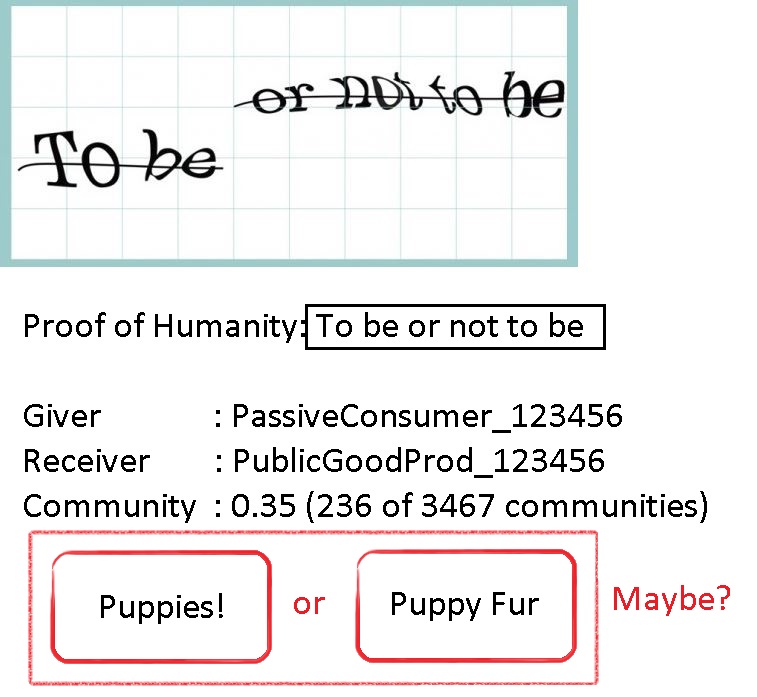 or not to be
To be
Proof of Humanity: To be or not to be
Giver : PassiveConsumer_123456
Receiver : PublicGoodProd_123456
Community : 0.35 (236 of 3467 communities)
Puppies! or Puppy Fur Maybe?